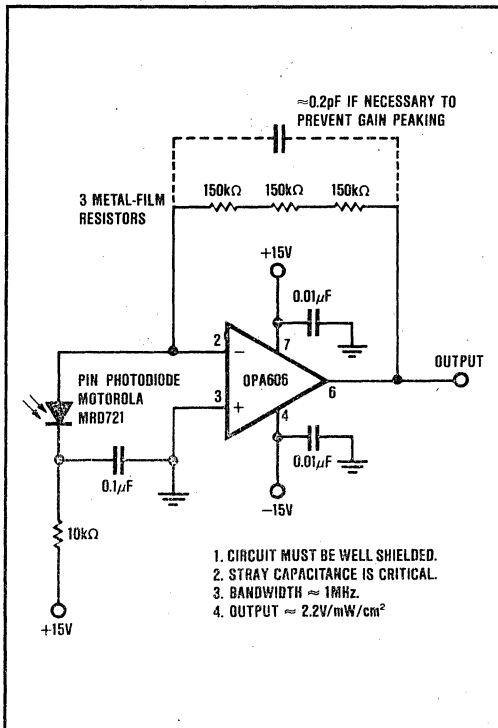 ≈0.2pF IF NECESSARY TO
PREVENT GAIN PEAKING
3 METAL-FILM
RESISTORS
150kΩ 150kΩ 150kΩ
+15V
0.01μF
7
2 −
OPA606
6
OUTPUT
3 +
4
PIN PHOTODIODE
MOTOROLA
MRD721
0.1μF
0.01μF
−15V
10kΩ
+15V
1. CIRCUIT MUST BE WELL SHIELDED.
2. STRAY CAPACITANCE IS CRITICAL.
3. BANDWIDTH ≈ 1MHz.
4. OUTPUT ≈ 2.2V/mW/cm²